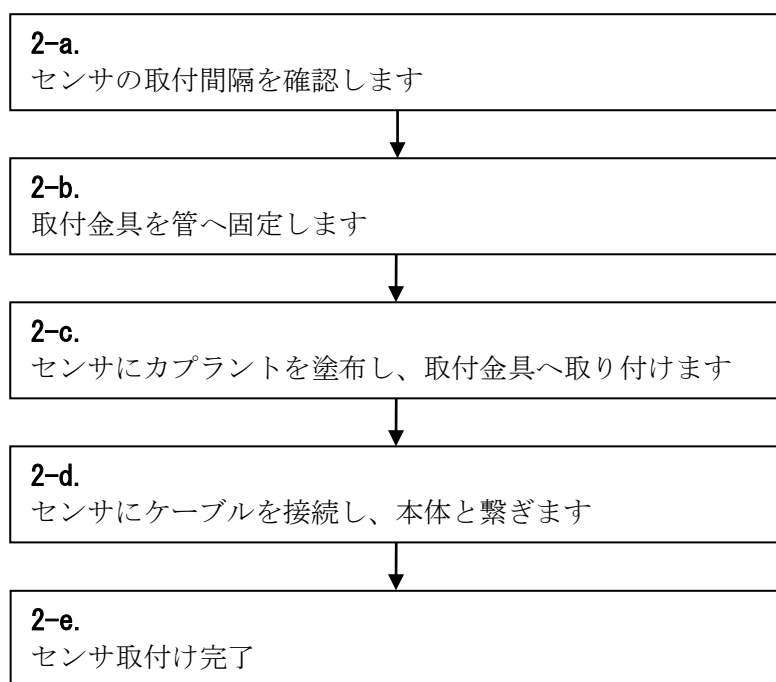 2-a.
センサの取付間隔を確認します
2-b.
取付金具を管へ固定します
2-c.
センサにカプラントを塗布し、取付金具へ取り付けます
2-d.
センサにケーブルを接続し、本体と繋ぎます
2-e.
センサ取付け完了